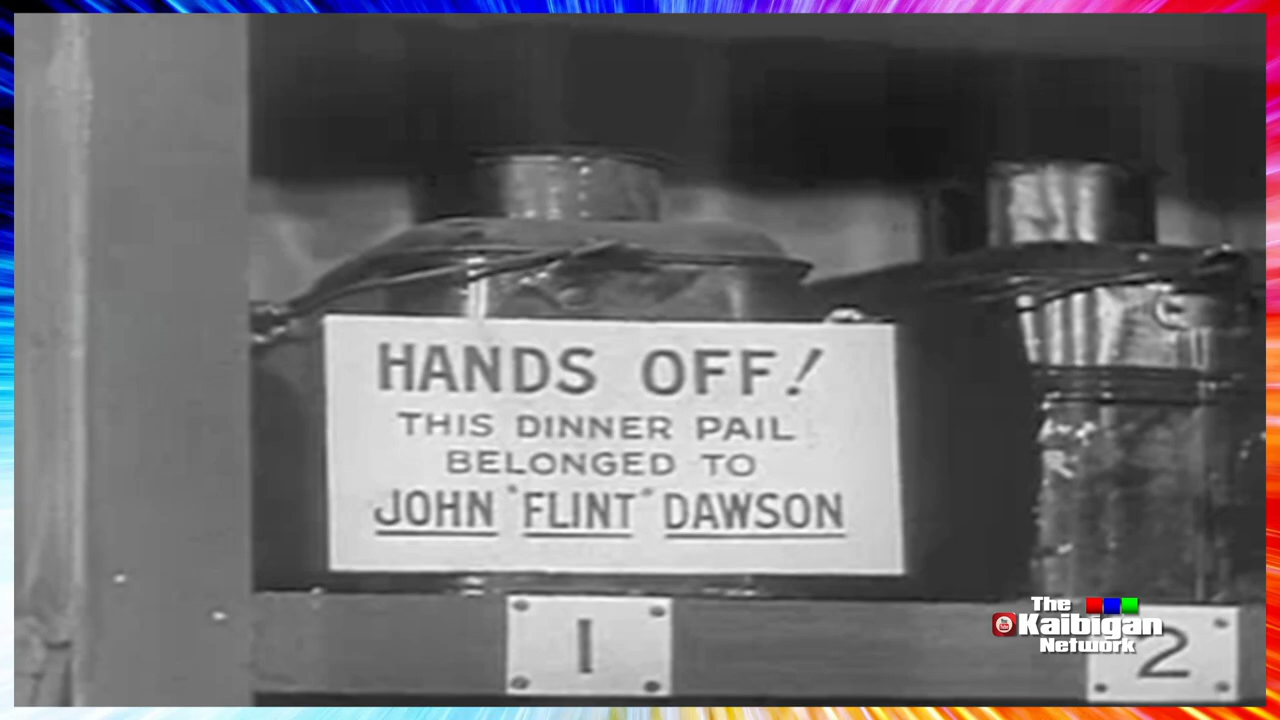 HANDS OFF!
THIS DINNER PAIL
BELONGED TO
JOHN "FLINT" DAWSON
1
2
The
Kaibigan
Network